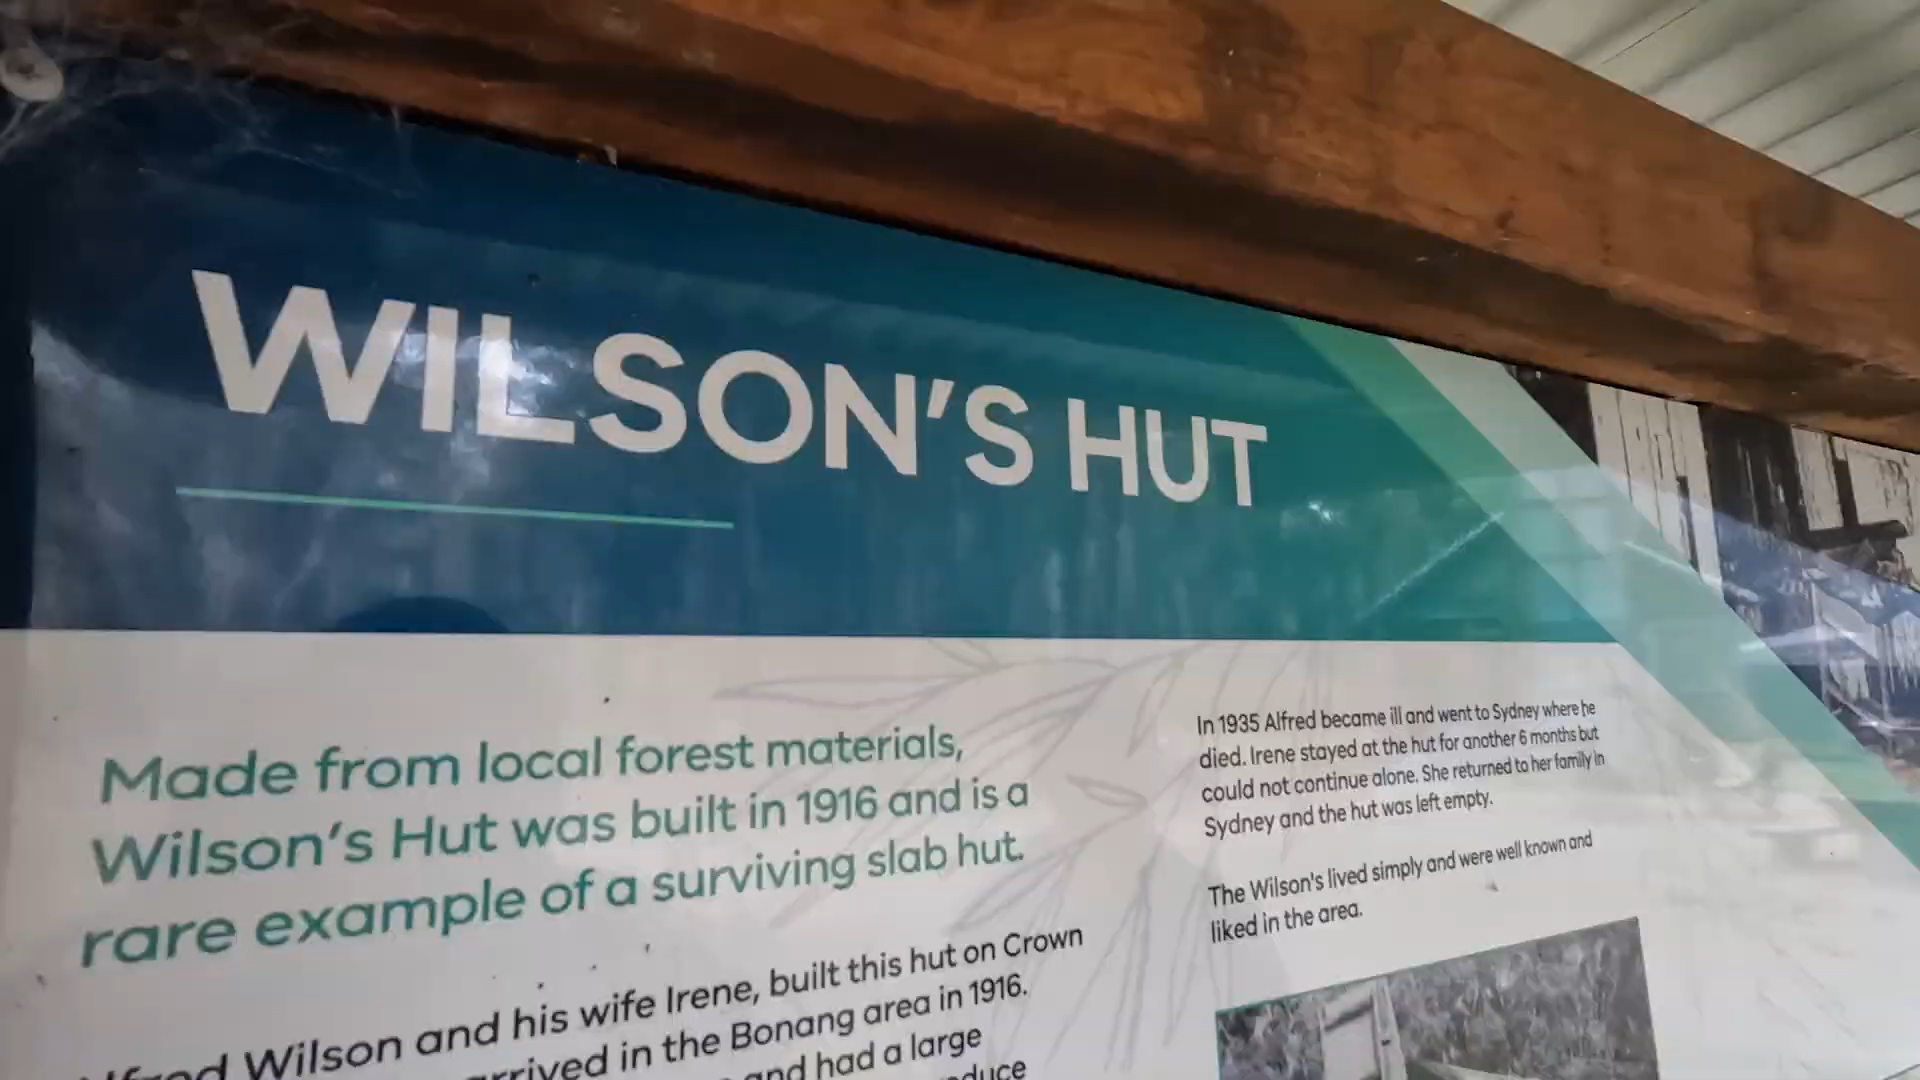 WILSON'S HUT
Made from local forest materials,
Wilson's Hut was built in 1916 and is a
rare example of a surviving slab hut.
Wilson and his wife Irene, built this hut on Crown
arrived in the Bonang area in 1916.
and had a large
In 1935 Alfred became ill and went to Sydney where he
died. Irene stayed at the hut for another 6 months but
could not continue alone. She returned to her family in
Sydney and the hut was left empty.
The Wilson's lived simply and were well known and
liked in the area.